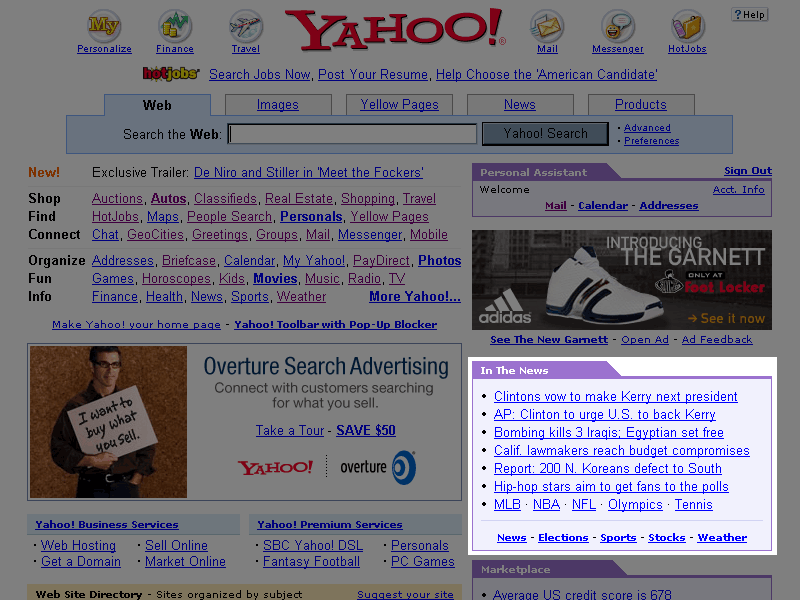 My
Personalize
Finance
Travel
YAHOO!
Mail
Messenger
HotJobs
?Help
hotjobs Search Jobs Now, Post Your Resume, Help Choose the 'American Candidate'
Web Images Yellow Pages News Products
Search the Web: Yahoo! Search · Advanced
· Preferences
New! Exclusive Trailer: De Niro and Stiller in 'Meet the Fockers'
Shop Auctions, Autos, Classifieds, Real Estate, Shopping, Travel
Find HotJobs, Maps, People Search, Personals, Yellow Pages
Connect Chat, GeoCities, Greetings, Groups, Mail, Messenger, Mobile
Organize Addresses, Briefcase, Calendar, My Yahoo!, PayDirect, Photos
Fun Games, Horoscopes, Kids, Movies, Music, Radio, TV
Info Finance, Health, News, Sports, Weather More Yahoo!...
Make Yahoo! your home page - Yahoo! Toolbar with Pop-Up Blocker
I want to
buy what
you sell.
Overture Search Advertising
Connect with customers searching
for what you sell.
Take a Tour - SAVE $50
YAHOO! overture
Yahoo! Business Services
· Web Hosting · Sell Online
· Get a Domain · Market Online
Yahoo! Premium Services
· SBC Yahoo! DSL · Personals
· Fantasy Football · PC Games
Web Site Directory - Sites organized by subject Suggest your site
Personal Assistant Sign Out
Welcome Acct. Info
Mail - Calendar - Addresses
INTRODUCING
THE GARNETT
ONLY AT
Foot Locker
adidas
→ See it now
See The New Garnett - Open Ad - Ad Feedback
In The News
• Clintons vow to make Kerry next president
• AP: Clinton to urge U.S. to back Kerry
• Bombing kills 3 Iraqis; Egyptian set free
• Calif. lawmakers reach budget compromises
• Report: 200 N. Koreans defect to South
• Hip-hop stars aim to get fans to the polls
• MLB · NBA · NFL · Olympics · Tennis
News - Elections - Sports - Stocks - Weather
Marketplace
• Average US credit score is 678